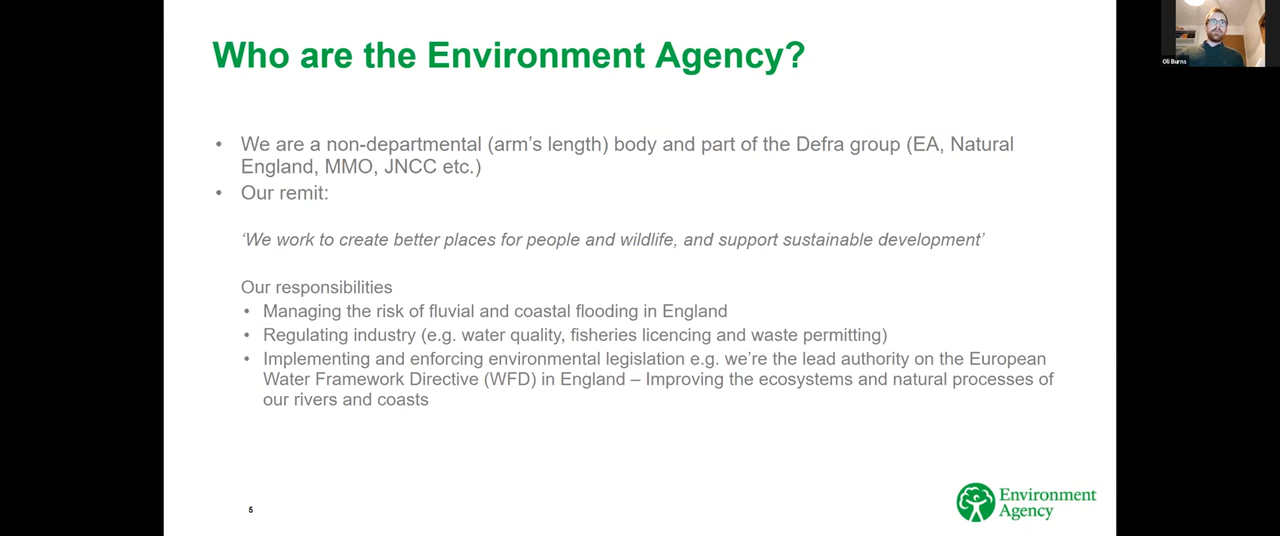 Who are the Environment Agency?
Oli Burns
• We are a non-departmental (arm's length) body and part of the Defra group (EA, Natural
England, MMO, JNCC etc.)
• Our remit:
‘We work to create better places for people and wildlife, and support sustainable development’
Our responsibilities
• Managing the risk of fluvial and coastal flooding in England
• Regulating industry (e.g. water quality, fisheries licencing and waste permitting)
• Implementing and enforcing environmental legislation e.g. we're the lead authority on the European
Water Framework Directive (WFD) in England – Improving the ecosystems and natural processes of
our rivers and coasts
5
Environment
Agency